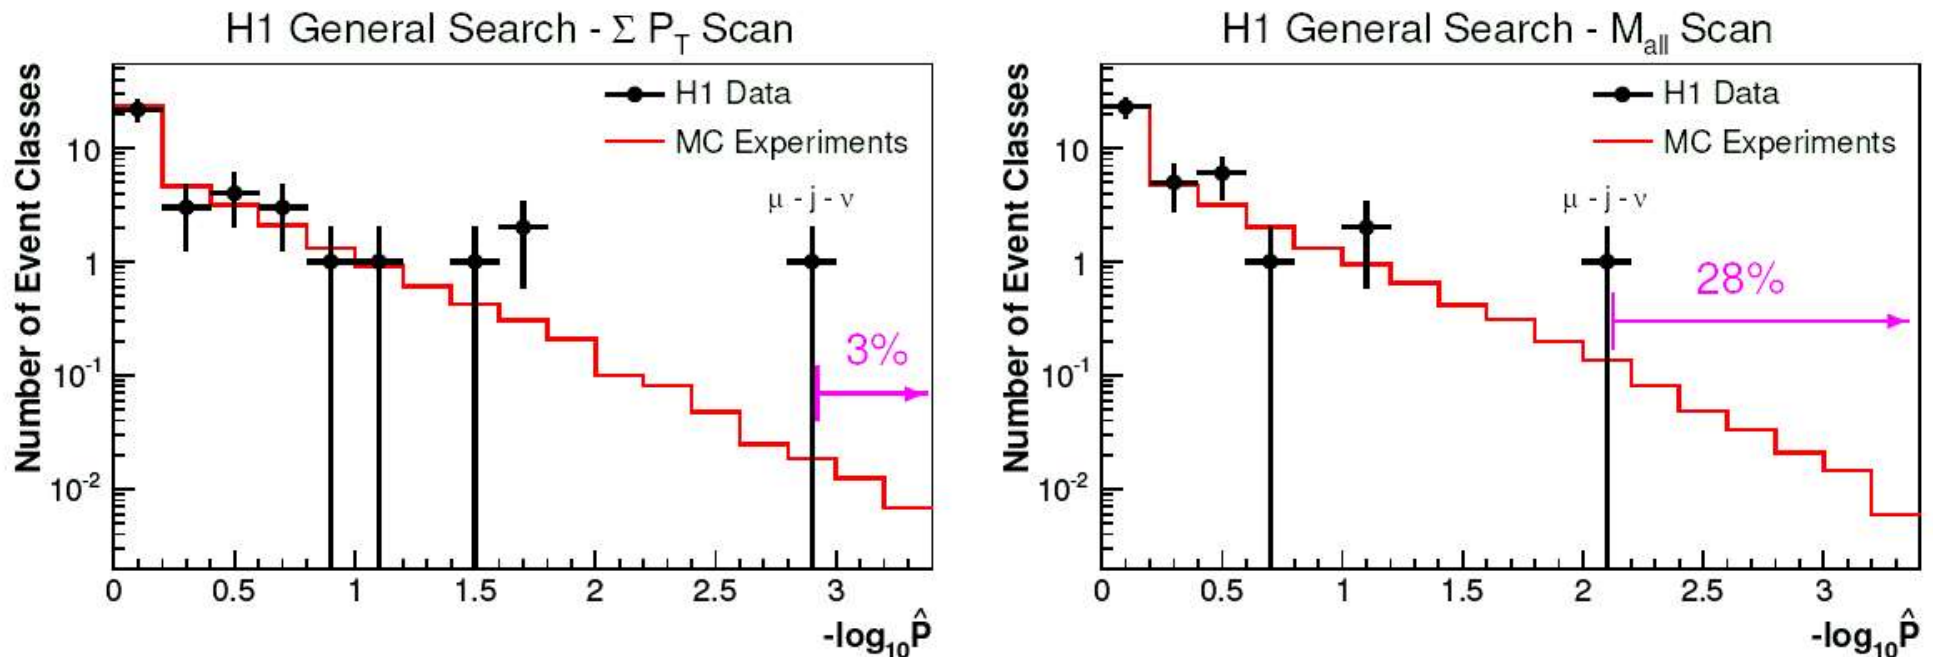 H1 General Search - Σ P_T Scan
Number of Event Classes
H1 Data
MC Experiments
10
1
10^-1
10^-2
μ - j - ν
3%
0 0.5 1 1.5 2 2.5 3
-log_10 P̂
H1 General Search - M_all Scan
Number of Event Classes
H1 Data
MC Experiments
10
1
10^-1
10^-2
μ - j - ν
28%
0 0.5 1 1.5 2 2.5 3
-log_10 P̂